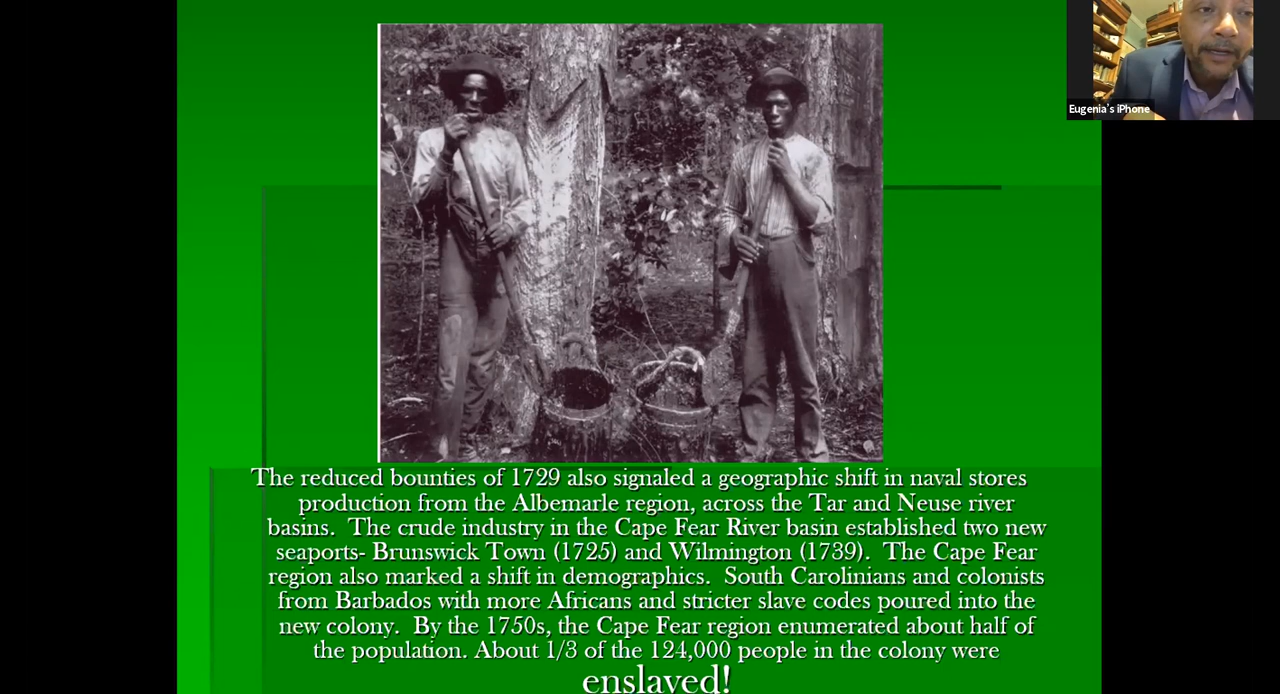 Eugenia's iPhone
The reduced bounties of 1729 also signaled a geographic shift in naval stores
production from the Albemarle region, across the Tar and Neuse river
basins. The crude industry in the Cape Fear River basin established two new
seaports- Brunswick Town (1725) and Wilmington (1739). The Cape Fear
region also marked a shift in demographics. South Carolinians and colonists
from Barbados with more Africans and stricter slave codes poured into the
new colony. By the 1750s, the Cape Fear region enumerated about half of
the population. About 1/3 of the 124,000 people in the colony were
enslaved!